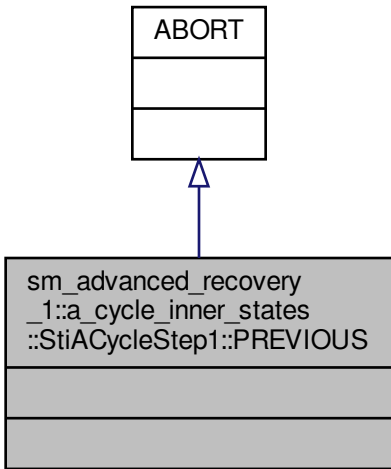 ABORT
sm_advanced_recovery
_1::a_cycle_inner_states
::StiACycleStep1::PREVIOUS